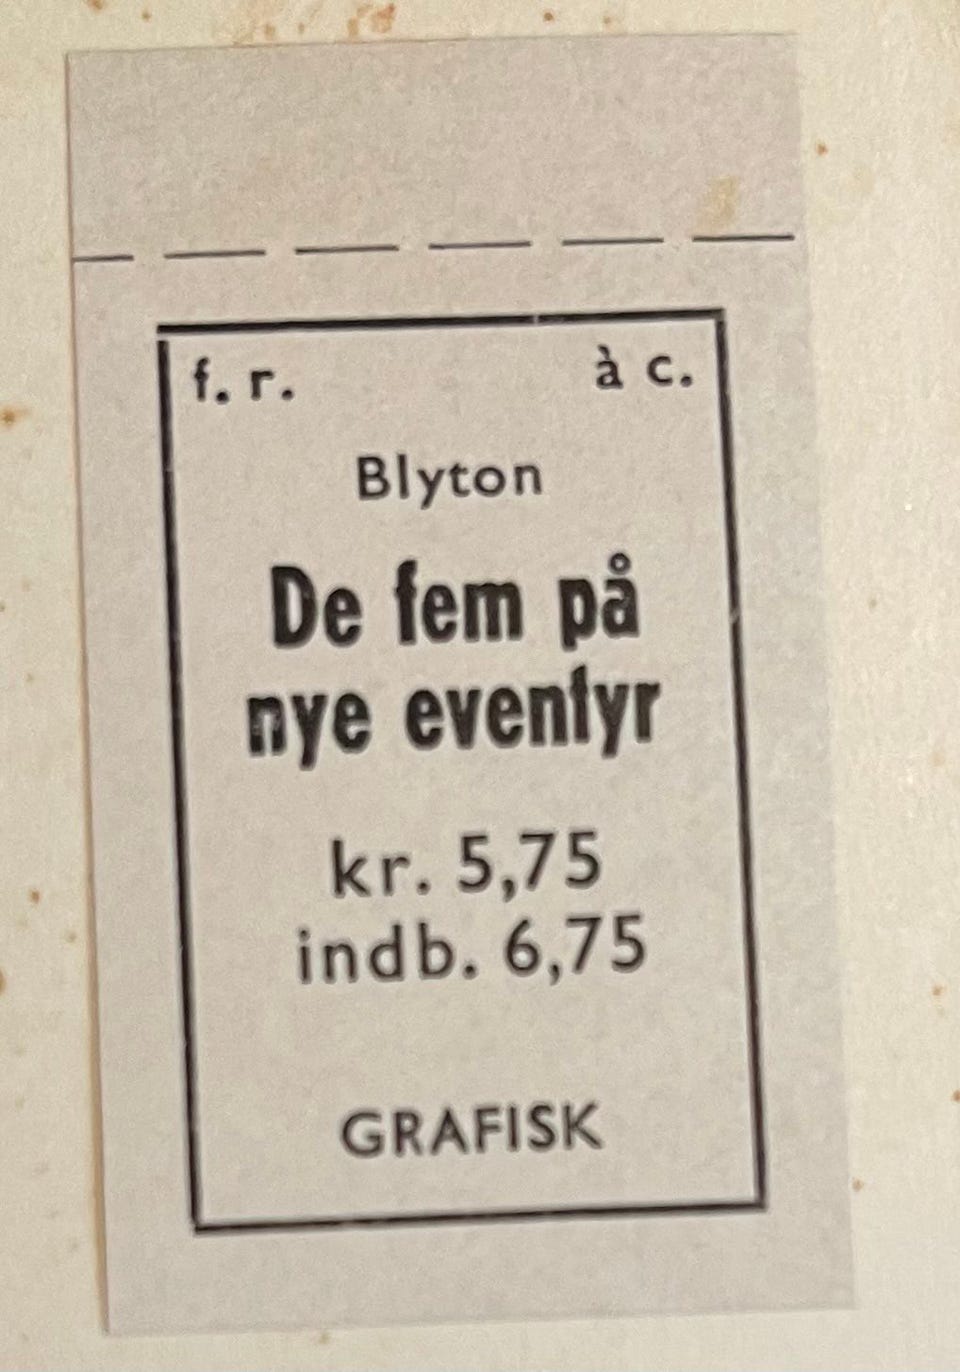 f. r. à c.
Blyton
De fem på
nye eventyr
kr. 5,75
indb. 6,75
GRAFISK